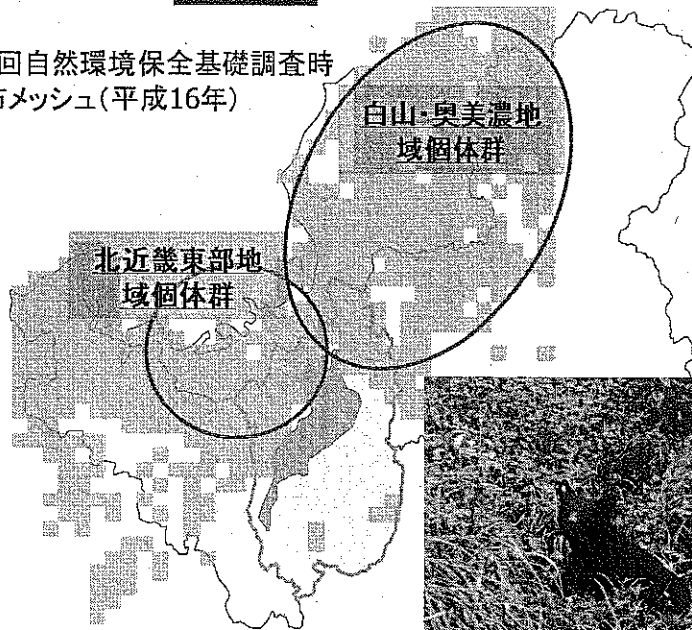 回自然環境保全基礎調査時
メッシュ(平成16年)
白山・奥美濃地
域個体群
北近畿東部地
域個体群